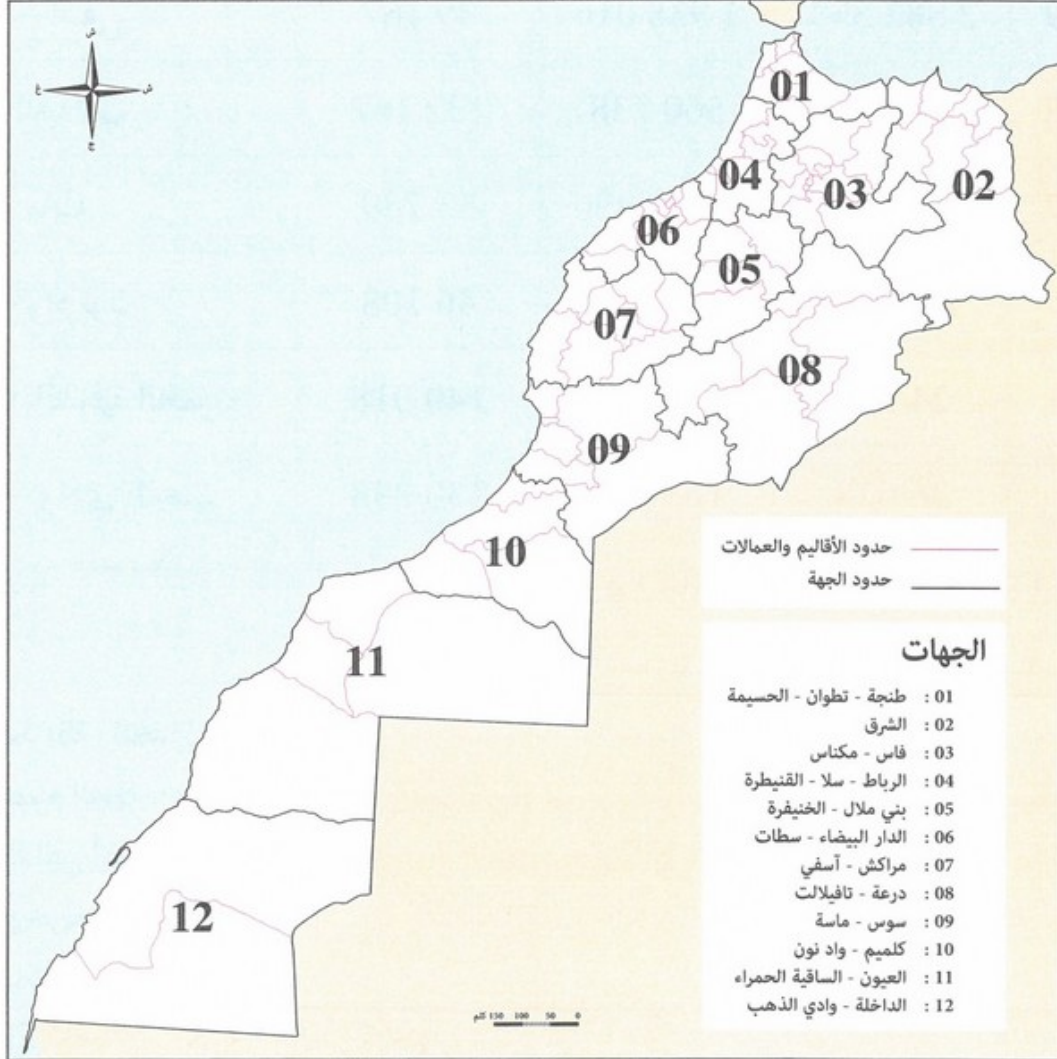 ش
غ
ش
ج
01
02
03
04
05
06
07
08
09
10
11
12
حدود الأقاليم والعمالات
حدود الجهة
الجهات
01 : طنجة - تطوان - الحسيمة
02 : الشرق
03 : فاس - مكناس
04 : الرباط - سلا - القنيطرة
05 : بني ملال - الخنيفرة
06 : الدار البيضاء - سطات
07 : مراكش - آسفي
08 : درعة - تافيلالت
09 : سوس - ماسة
10 : كلميم - واد نون
11 : العيون - الساقية الحمراء
12 : الداخلة - وادي الذهب
0 50 100 150 كلم